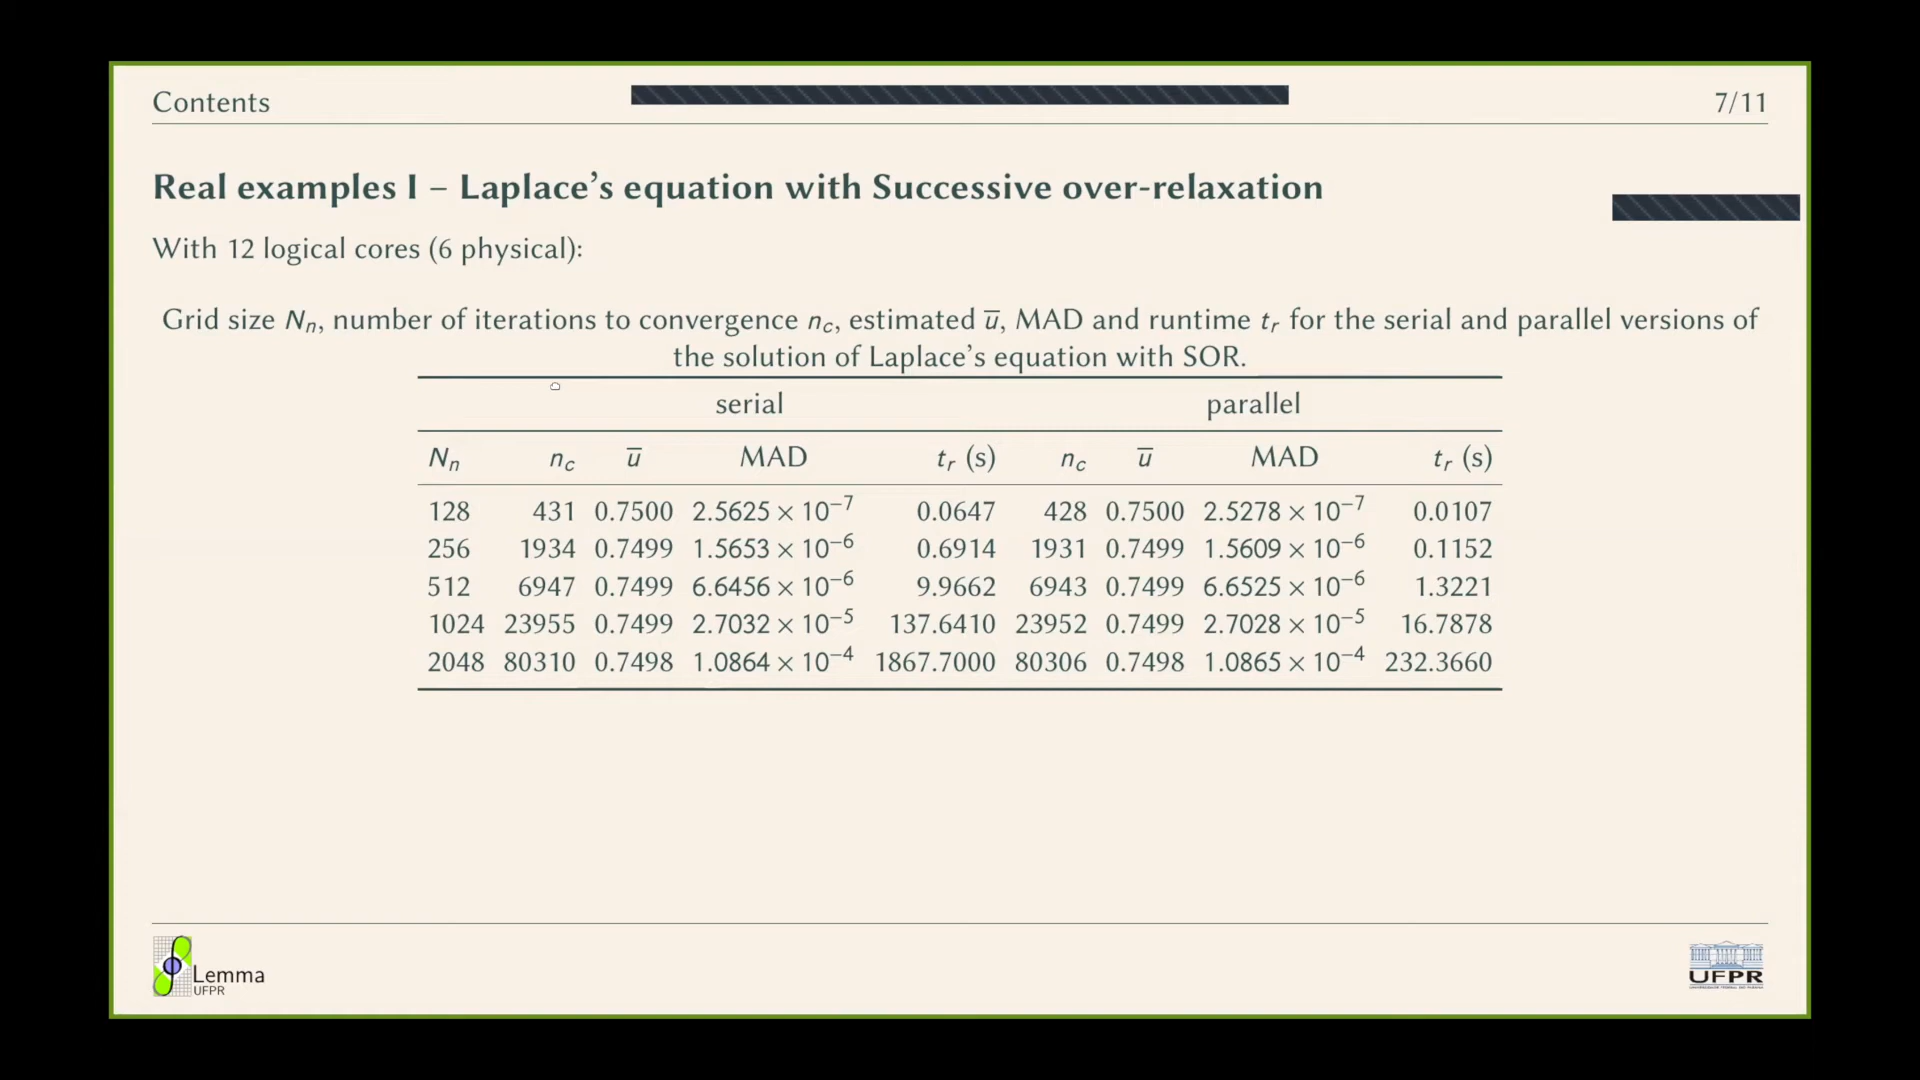 Contents 7/11
Real examples I – Laplace’s equation with Successive over-relaxation
With 12 logical cores (6 physical):
Grid size Nₙ, number of iterations to convergence n_c, estimated u̅, MAD and runtime tᵣ for the serial and parallel versions of
the solution of Laplace’s equation with SOR.
serial parallel
Nₙ n_c u̅ MAD tᵣ (s) n_c u̅ MAD tᵣ (s)
128 431 0.7500 2.5625 × 10⁻⁷ 0.0647 428 0.7500 2.5278 × 10⁻⁷ 0.0107
256 1934 0.7499 1.5653 × 10⁻⁶ 0.6914 1931 0.7499 1.5609 × 10⁻⁶ 0.1152
512 6947 0.7499 6.6456 × 10⁻⁶ 9.9662 6943 0.7499 6.6525 × 10⁻⁶ 1.3221
1024 23955 0.7499 2.7032 × 10⁻⁵ 137.6410 23952 0.7499 2.7028 × 10⁻⁵ 16.7878
2048 80310 0.7498 1.0864 × 10⁻⁴ 1867.7000 80306 0.7498 1.0865 × 10⁻⁴ 232.3660
Lemma
UFPR
UFPR